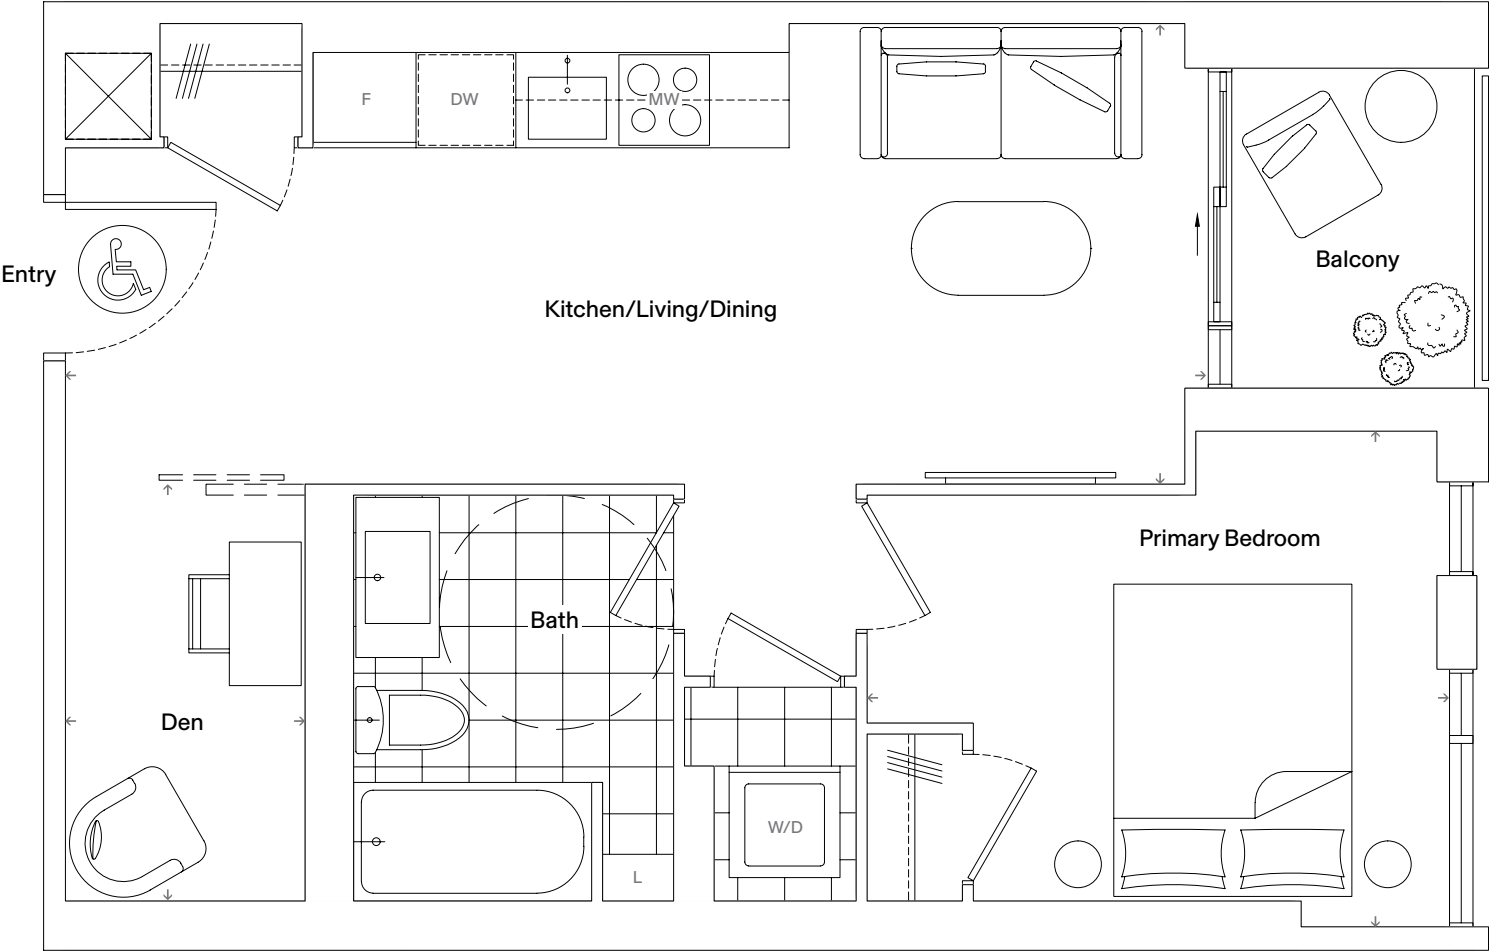 F
DW
MW
Entry
Balcony
Kitchen/Living/Dining
Primary Bedroom
Bath
Den
W/D
L